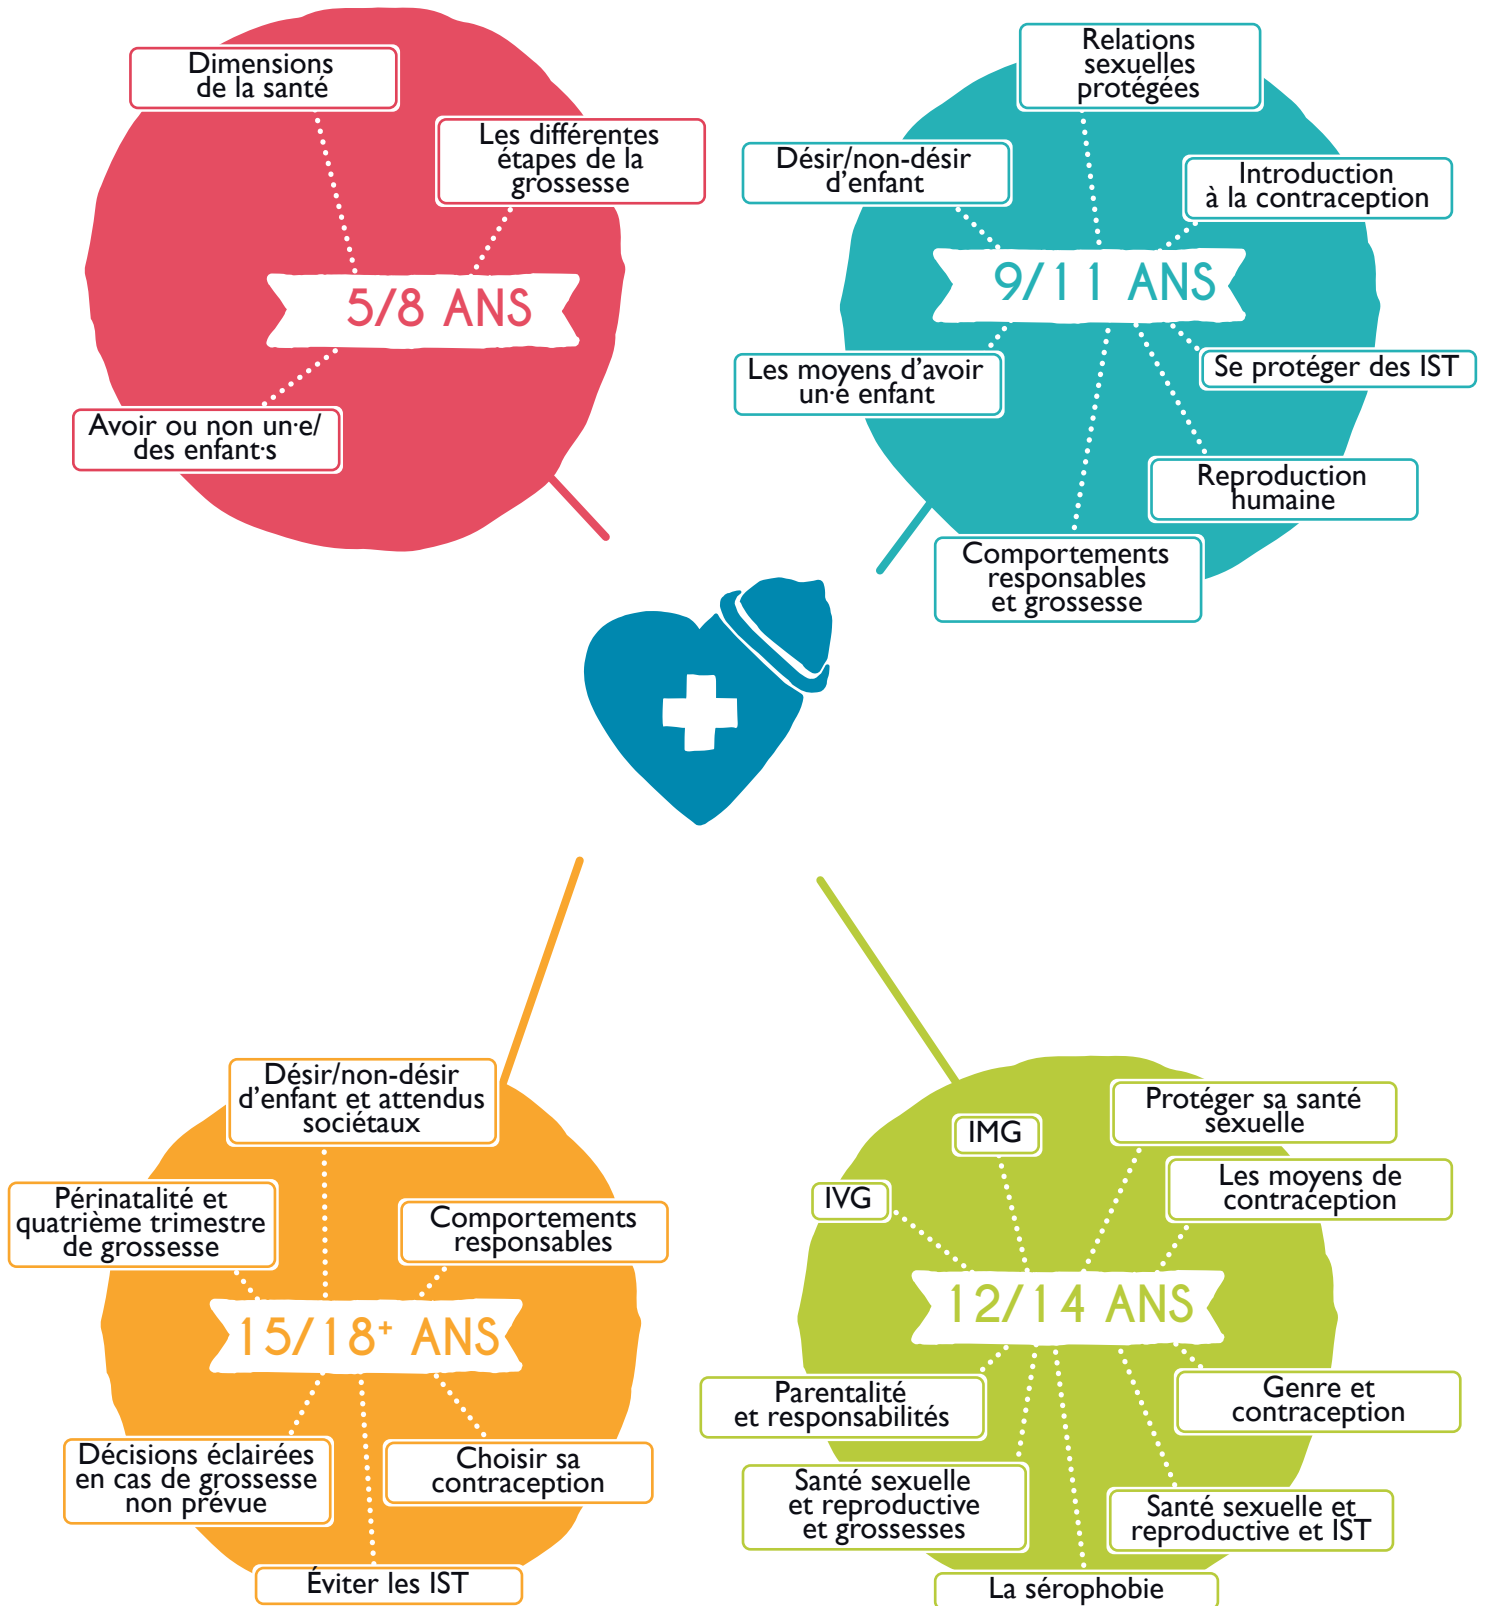 Dimensions
de la santé
Les différentes
étapes de la
grossesse
5/8 ANS
Avoir ou non un·e/
des enfant·s
Relations
sexuelles
protégées
Désir/non-désir
d'enfant
Introduction
à la contraception
9/11 ANS
Les moyens d’avoir
un·e enfant
Se protéger des IST
Reproduction
humaine
Comportements
responsables
et grossesse
Désir/non-désir
d’enfant et attendus
sociétaux
Périnatalité et
quatrième trimestre
de grossesse
Comportements
responsables
15/18⁺ ANS
Décisions éclairées
en cas de grossesse
non prévue
Choisir sa
contraception
Éviter les IST
Protéger sa santé
sexuelle
IMG
Les moyens de
contraception
IVG
12/14 ANS
Parentalité
et responsabilités
Genre et
contraception
Santé sexuelle
et reproductive
et grossesses
Santé sexuelle et
reproductive et IST
La sérophobie